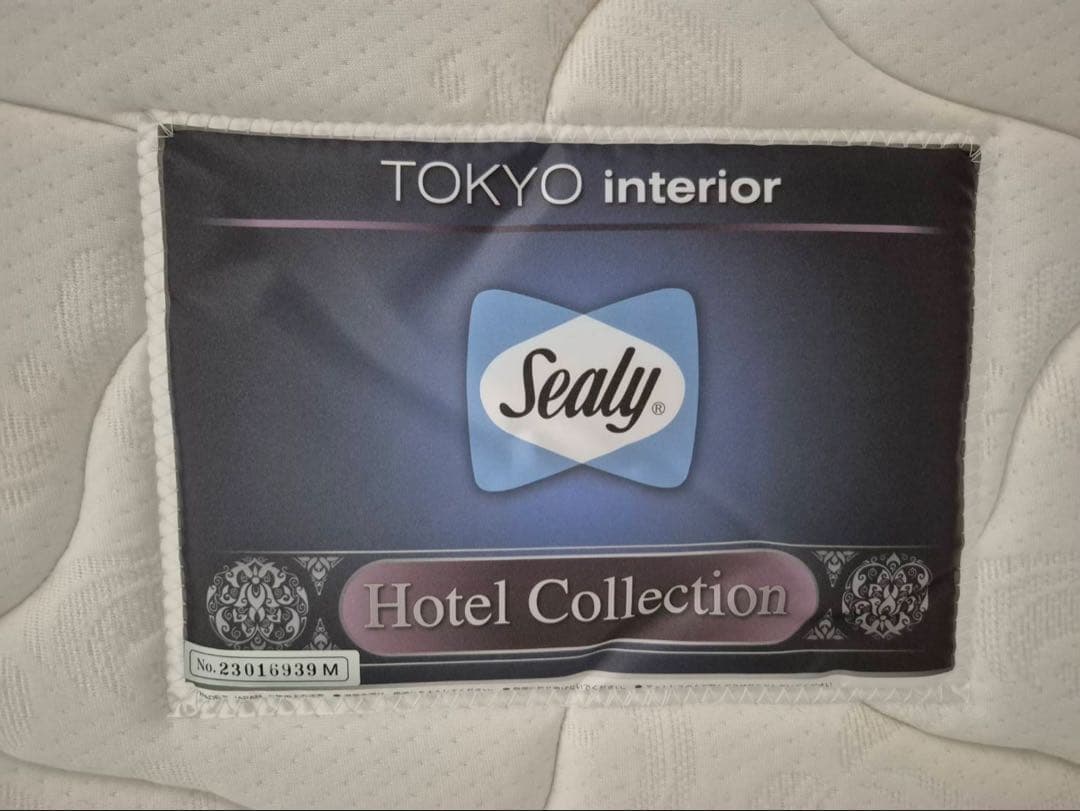 TOKYO interior
Sealy®
Hotel Collection
No.23016939 M